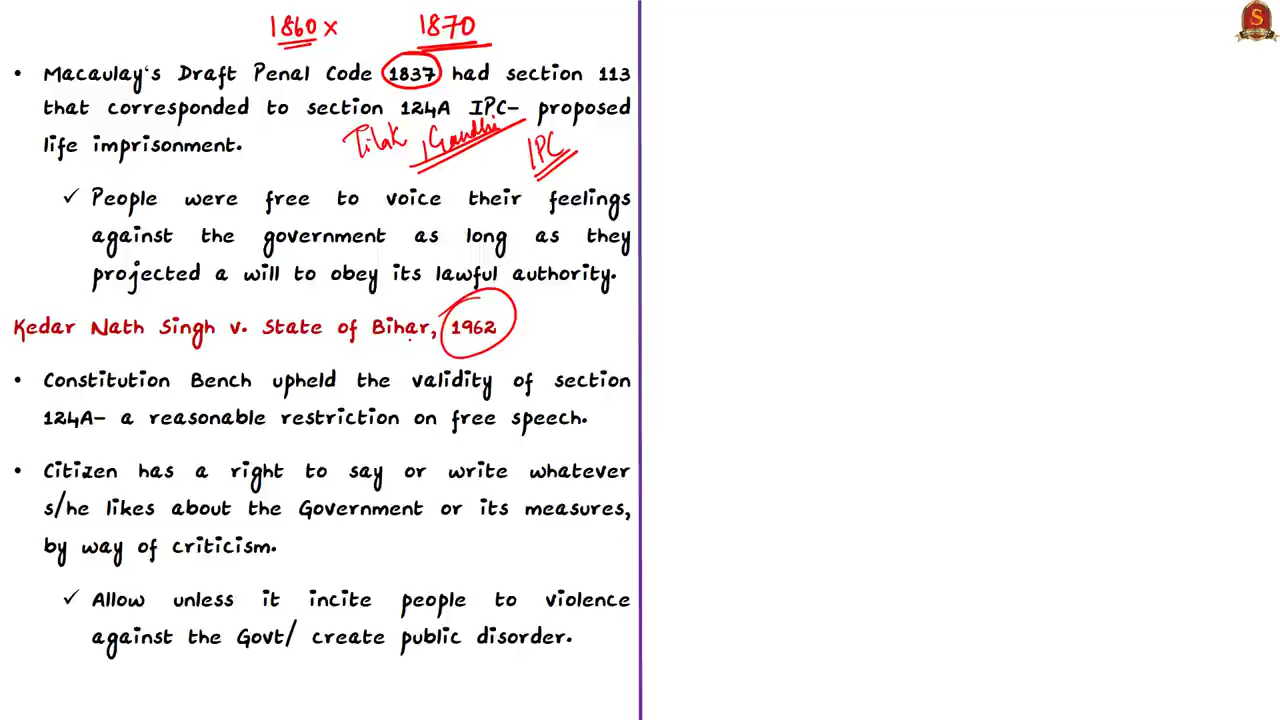 1860 × 1870
• Macaulay's Draft Penal Code 1837 had section 113
that corresponded to section 124A IPC- proposed
life imprisonment.
Tilak / Gandhi IPC
✓ People were free to voice their feelings
against the government as long as they
projected a will to obey its lawful authority.
Kedar Nath Singh v. State of Bihar, 1962
• Constitution Bench upheld the validity of section
124A- a reasonable restriction on free speech.
• Citizen has a right to say or write whatever
s/he likes about the Government or its measures,
by way of criticism.
✓ Allow unless it incite people to violence
against the Govt/ create public disorder.
S